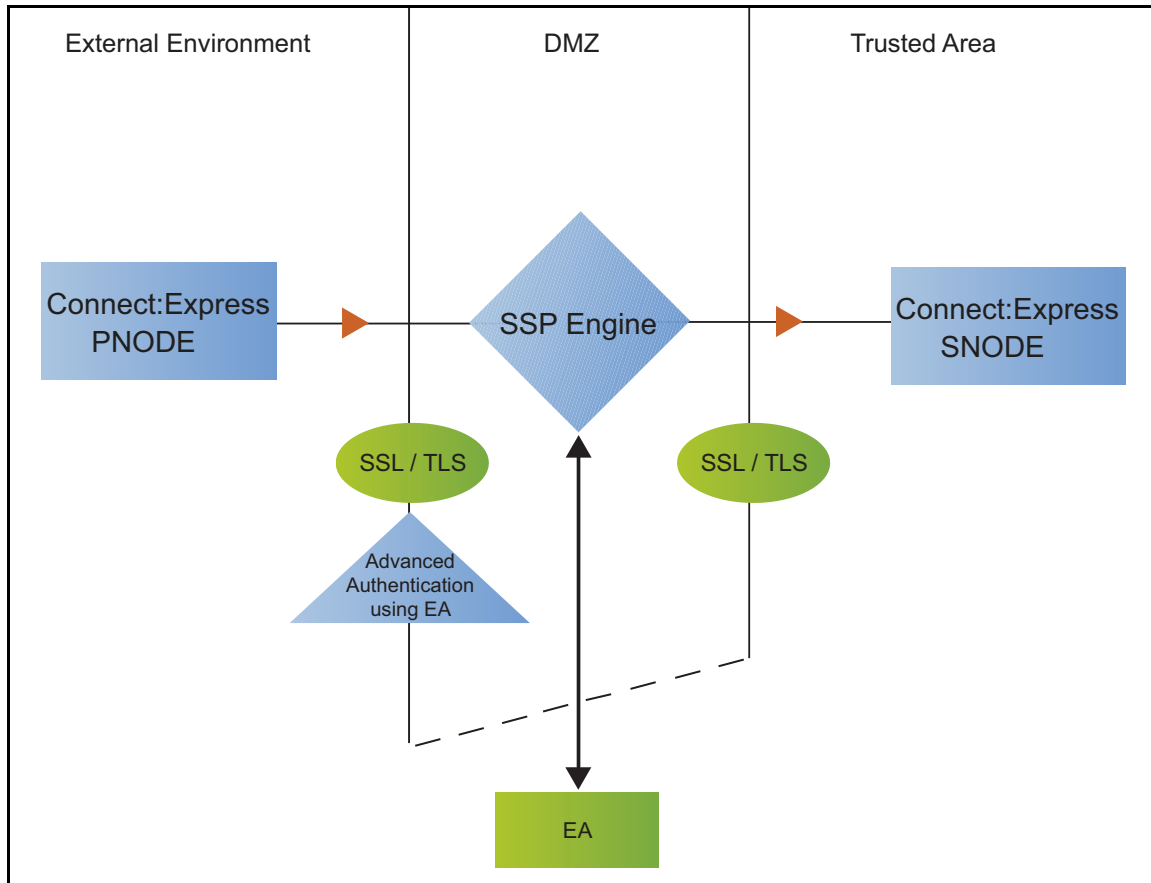 External Environment
DMZ
Trusted Area
Connect:Express
PNODE
SSP Engine
Connect:Express
SNODE
SSL / TLS
SSL / TLS
Advanced
Authentication
using EA
EA